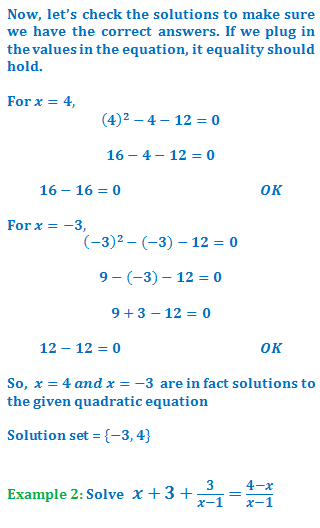 Now, let's check the solutions to make sure
we have the correct answers. If we plug in
the values in the equation, it equality should
hold.
For x = 4,
(4)² – 4 – 12 = 0
16 – 4 – 12 = 0
16 – 16 = 0 OK
For x = –3,
(–3)² – (–3) – 12 = 0
9 – (–3) – 12 = 0
9 + 3 – 12 = 0
12 – 12 = 0 OK
So, x = 4 and x = –3 are in fact solutions to
the given quadratic equation
Solution set = {–3, 4}
Example 2: Solve x + 3 + 3/(x–1) = (4–x)/(x–1)